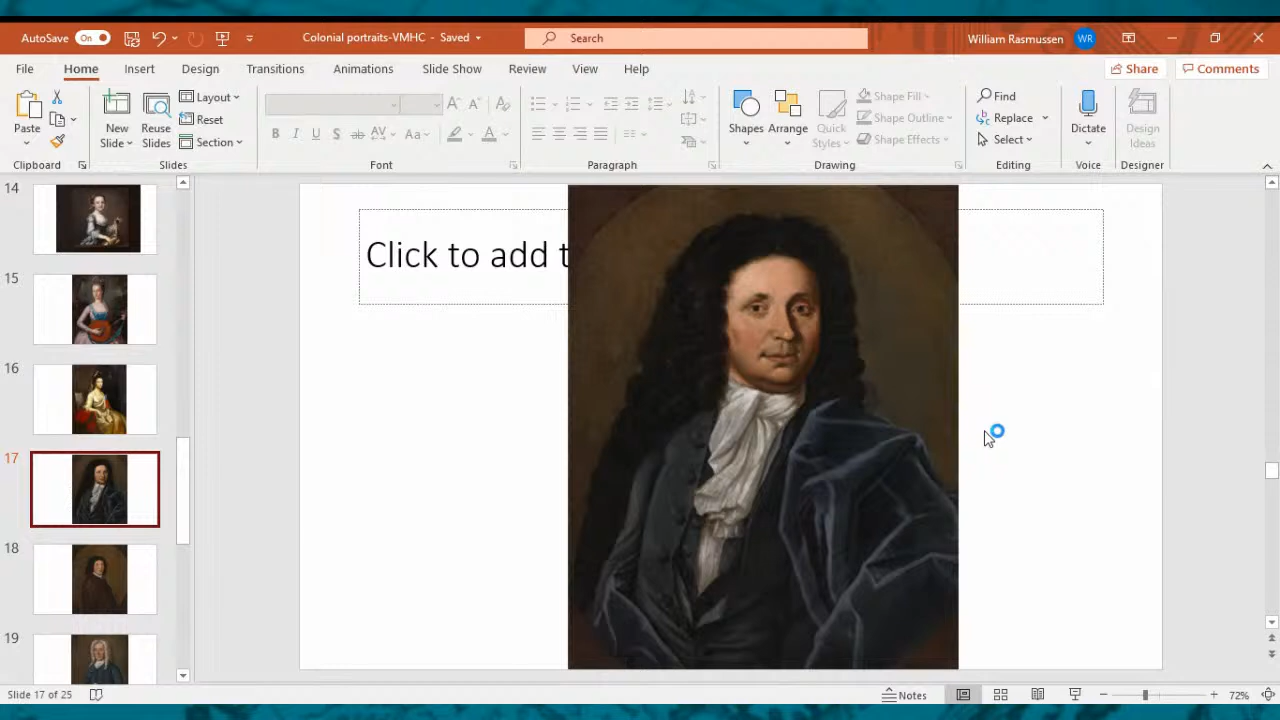 AutoSave On Colonial portraits-VMHC - Saved Search William Rasmussen WR
File Home Insert Design Transitions Animations Slide Show Review View Help Share Comments
Paste
Clipboard
New Slide
Reuse Slides
Layout
Reset
Section
Slides
B I U S ab AV Aa A
Font
Paragraph
Shapes
Arrange
Quick Styles
Shape Fill
Shape Outline
Shape Effects
Drawing
Find
Replace
Select
Editing
Dictate
Voice
Design Ideas
Designer
14
15
16
17
18
19
Click to add t
Slide 17 of 25 Notes 72%